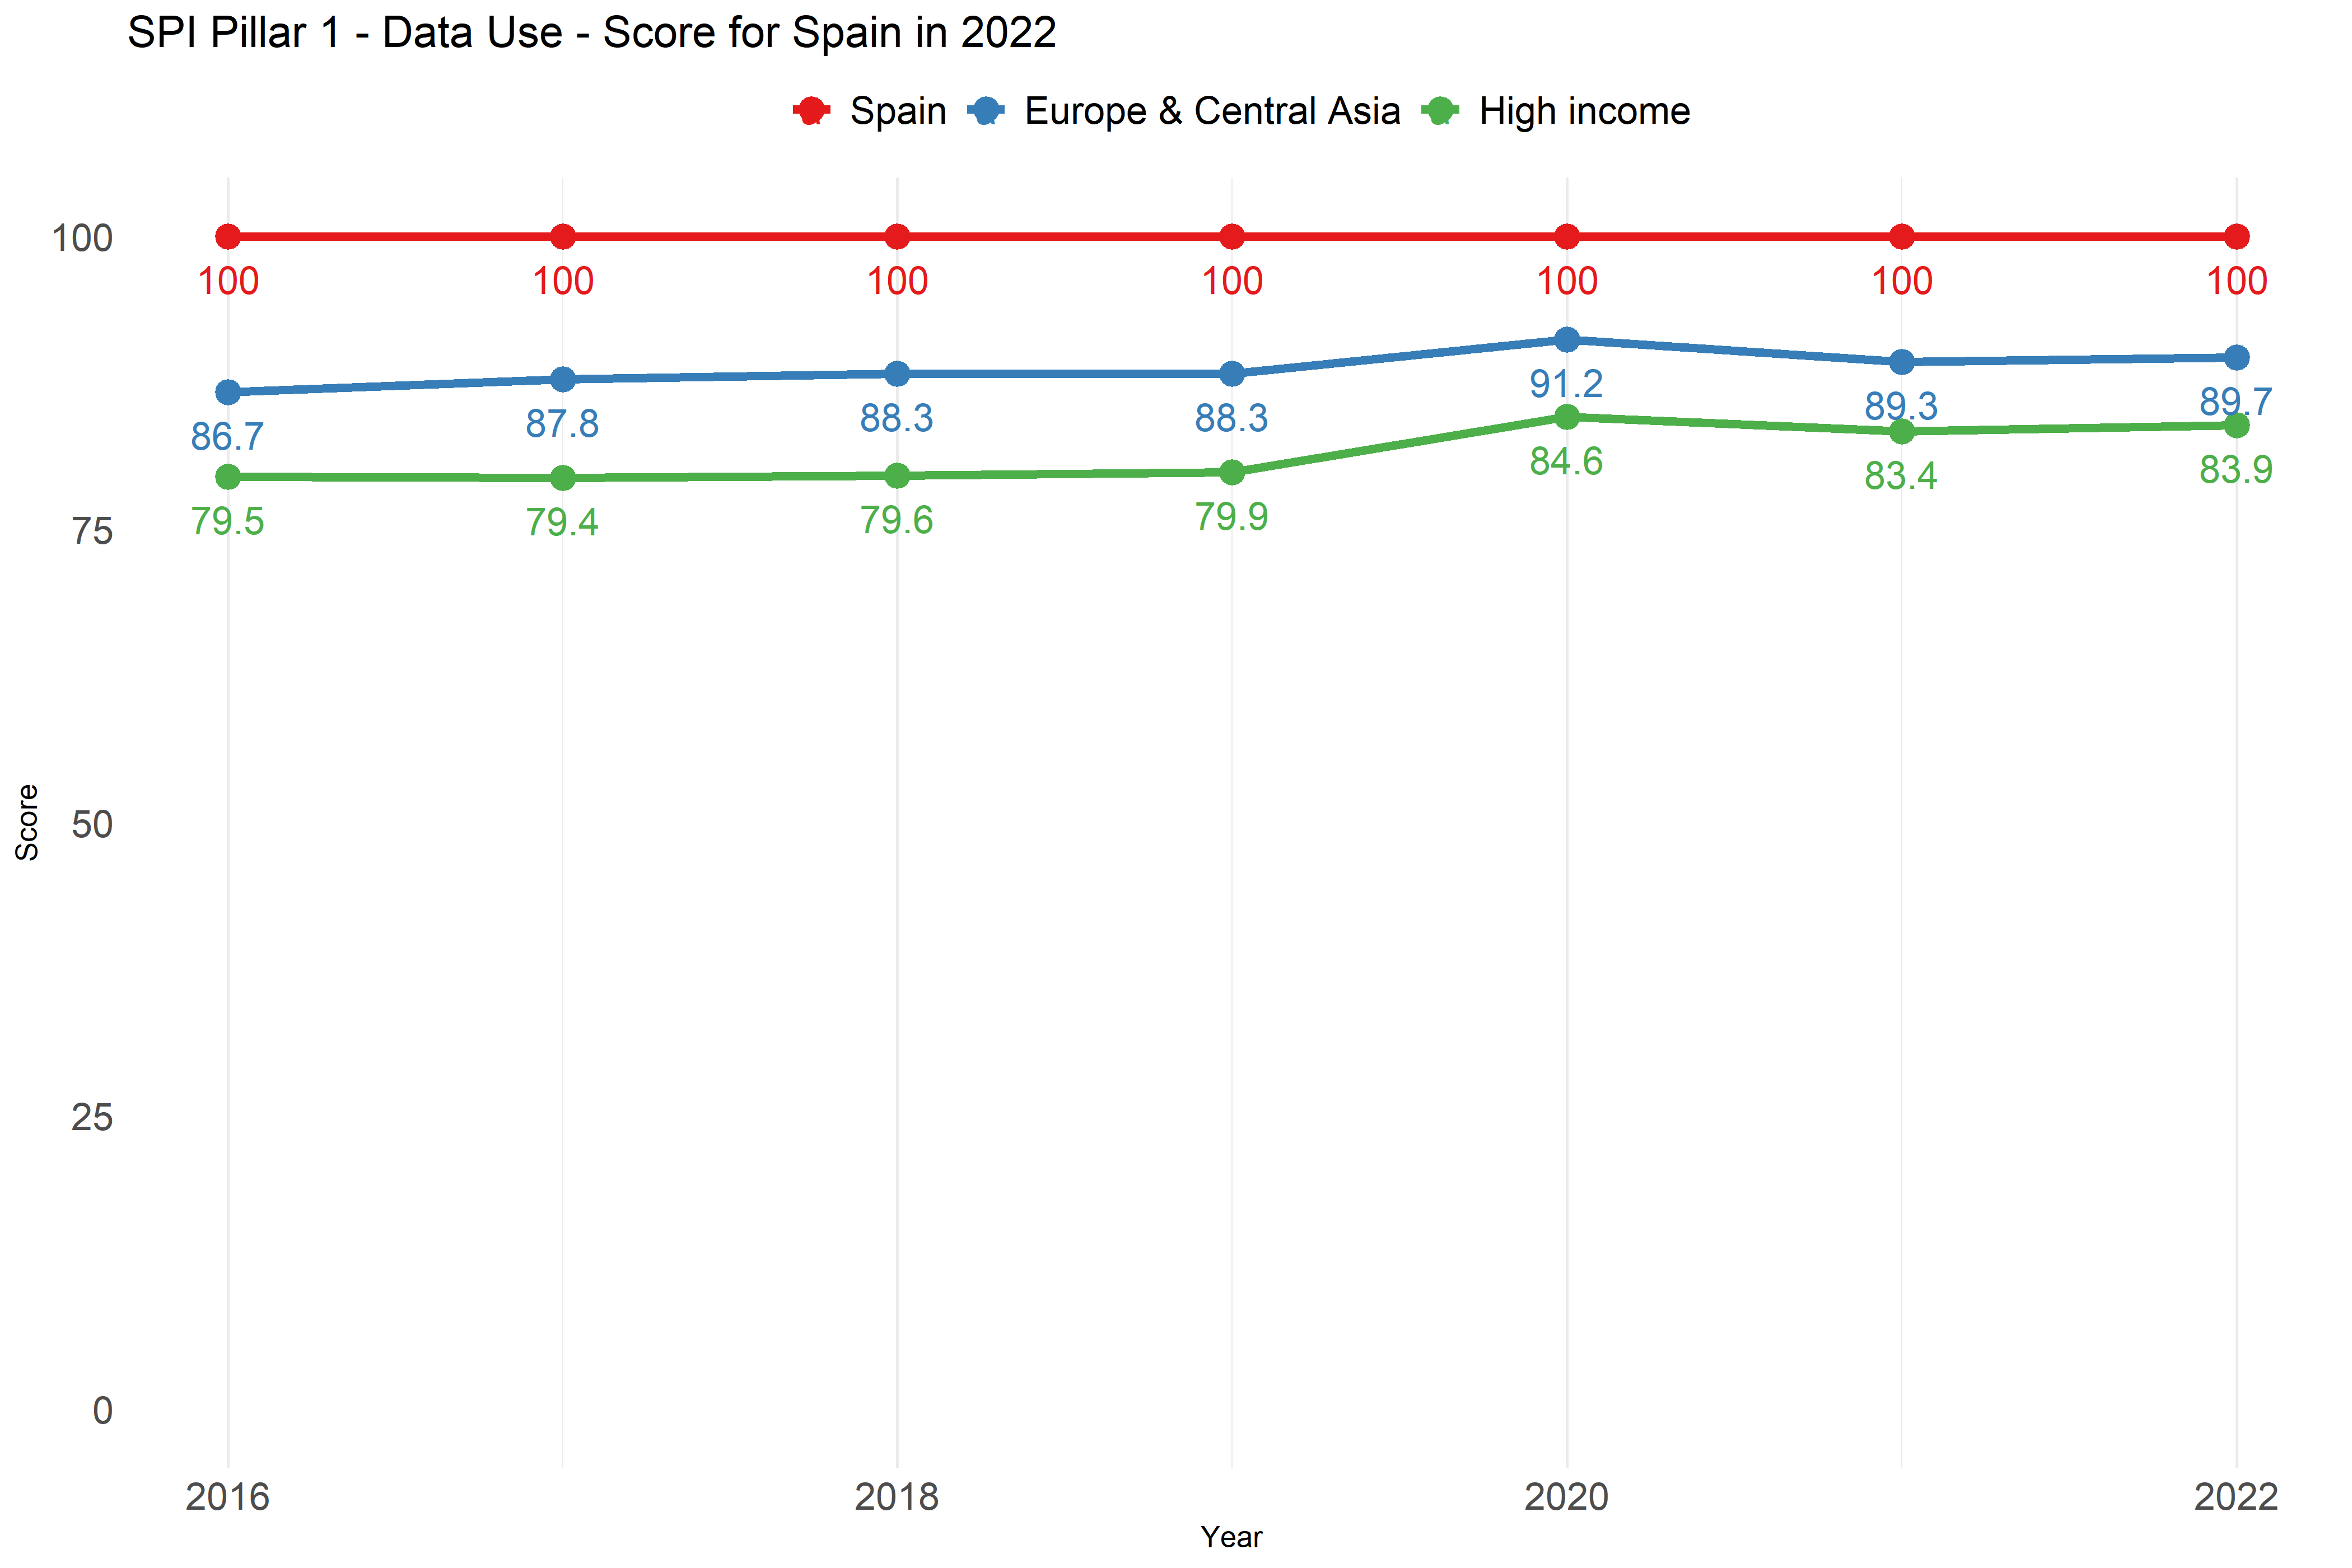 SPI Pillar 1 - Data Use - Score for Spain in 2022
Spain Europe & Central Asia High income
100
100 100 100 100 100 100 100
86.7 87.8 88.3 88.3 91.2 89.3 89.7
79.5 79.4 79.6 79.9 84.6 83.4 83.9
75
50
25
0
Score
2016 2018 2020 2022
Year